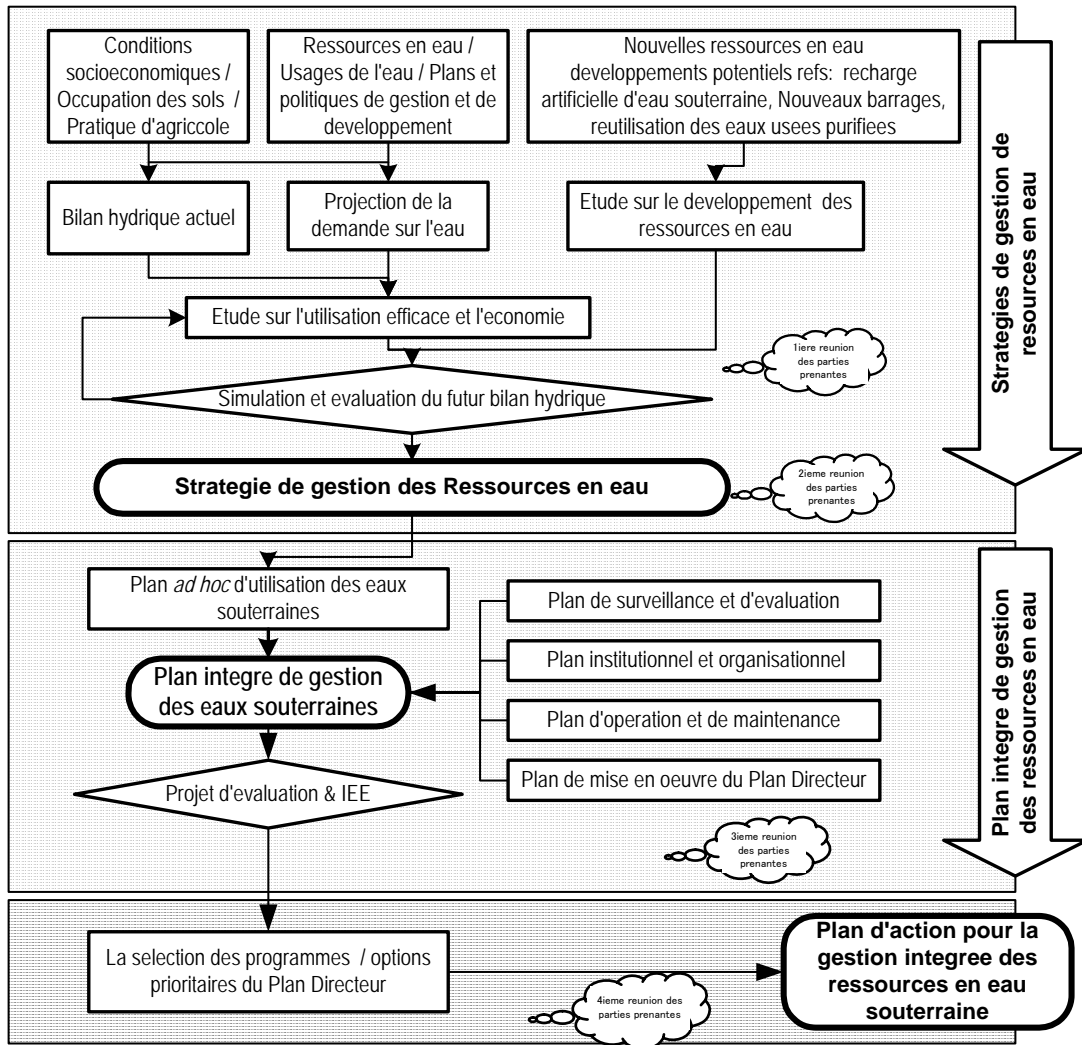 Conditions
socioeconomiques /
Occupation des sols /
Pratique d'agriccole
Ressources en eau /
Usages de l'eau / Plans et
politiques de gestion et de
developpement
Nouvelles ressources en eau
developpements potentiels refs: recharge
artificielle d'eau souterraine, Nouveaux barrages,
reutilisation des eaux usees purifiees
Bilan hydrique actuel
Projection de la
demande sur l'eau
Etude sur le developpement des
ressources en eau
Etude sur l'utilisation efficace et l'economie
1iere reunion
des parties
prenantes
Simulation et evaluation du futur bilan hydrique
Strategie de gestion des Ressources en eau
2ieme reunion
des parties
prenantes
Strategies de gestion de
resources en eau
Plan ad hoc d'utilisation des eaux
souterraines
Plan de surveillance et d'evaluation
Plan institutionnel et organisationnel
Plan integre de gestion
des eaux souterraines
Plan d'operation et de maintenance
Plan de mise en oeuvre du Plan Directeur
Projet d'evaluation & IEE
3ieme reunion
des parties
prenantes
Plan integre de gestion
des ressources en eau
La selection des programmes / options
prioritaires du Plan Directeur
4ieme reunion des
parties prenantes
Plan d'action pour la
gestion integree des
ressources en eau
souterraine